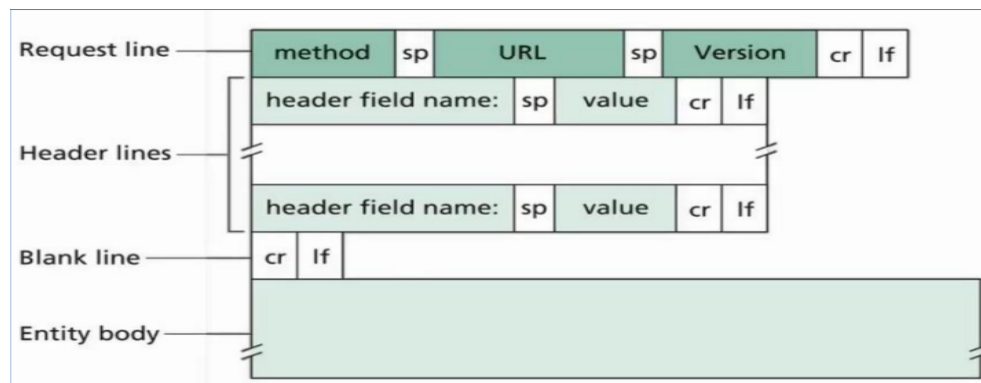 Request line method sp URL sp Version cr lf
header field name: sp value cr lf
Header lines
header field name: sp value cr lf
Blank line cr lf
Entity body